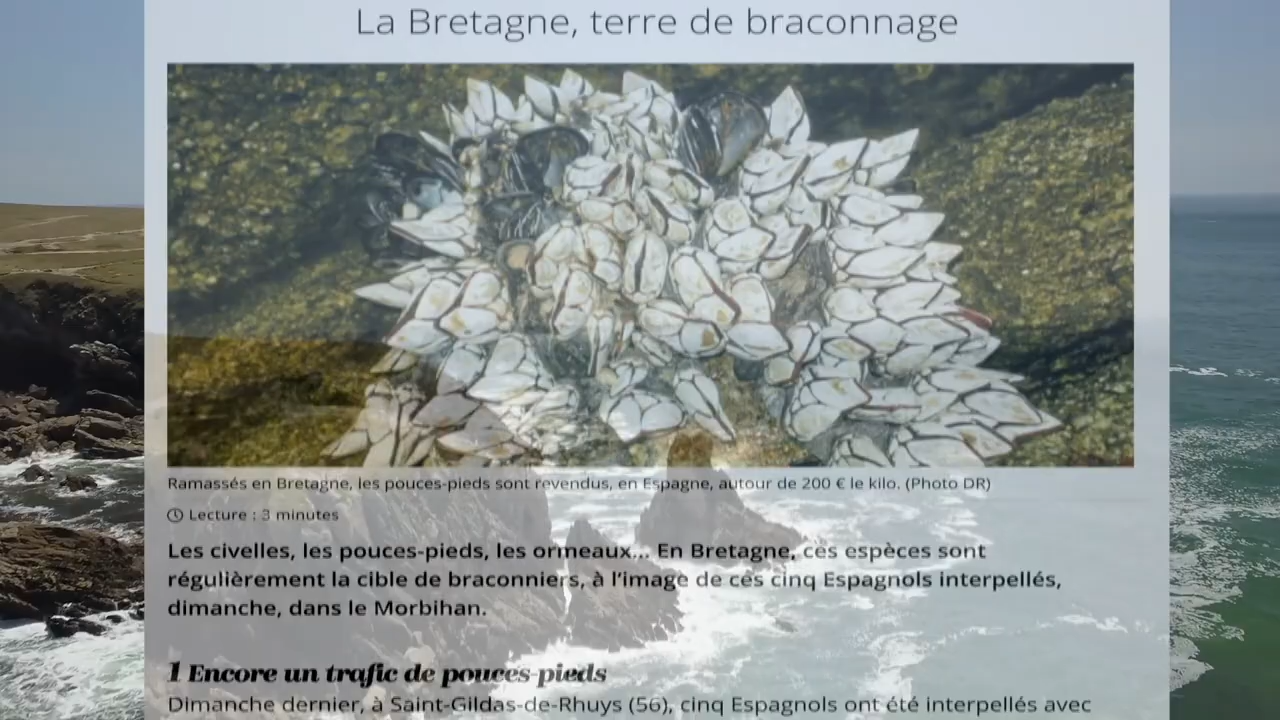 La Bretagne, terre de braconnage
Ramassés en Bretagne, les pouces-pieds sont revendus, en Espagne, autour de 200 € le kilo. (Photo DR)
Lecture : 3 minutes
Les civelles, les pouces-pieds, les ormeaux... En Bretagne, ces espèces sont
régulièrement la cible de braconniers, à l'image de ces cinq Espagnols interpellés,
dimanche, dans le Morbihan.
1 Encore un trafic de pouces-pieds
Dimanche dernier, à Saint-Gildas-de-Rhuys (56), cinq Espagnols ont été interpellés avec